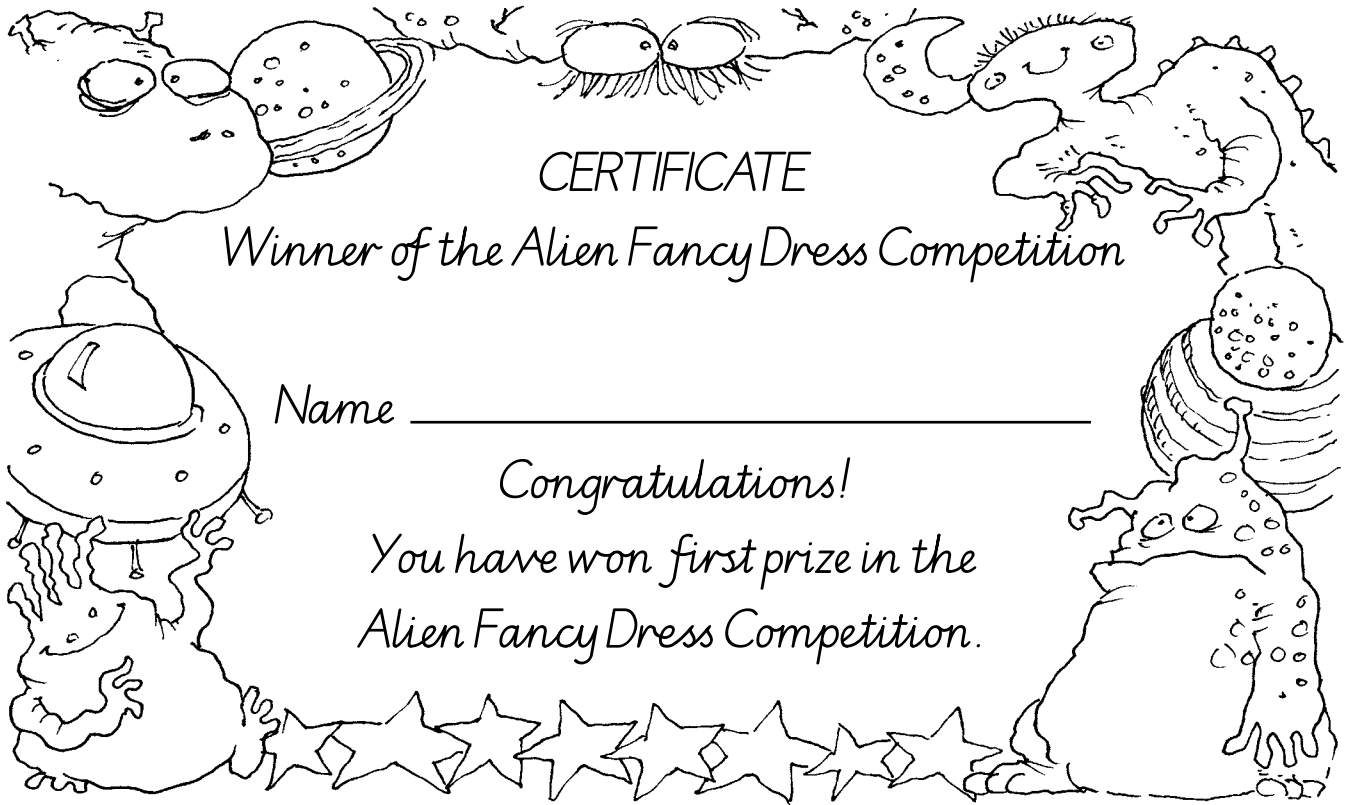 CERTIFICATE
Winner of the Alien Fancy Dress Competition
Name
Congratulations!
You have won first prize in the
Alien Fancy Dress Competition.